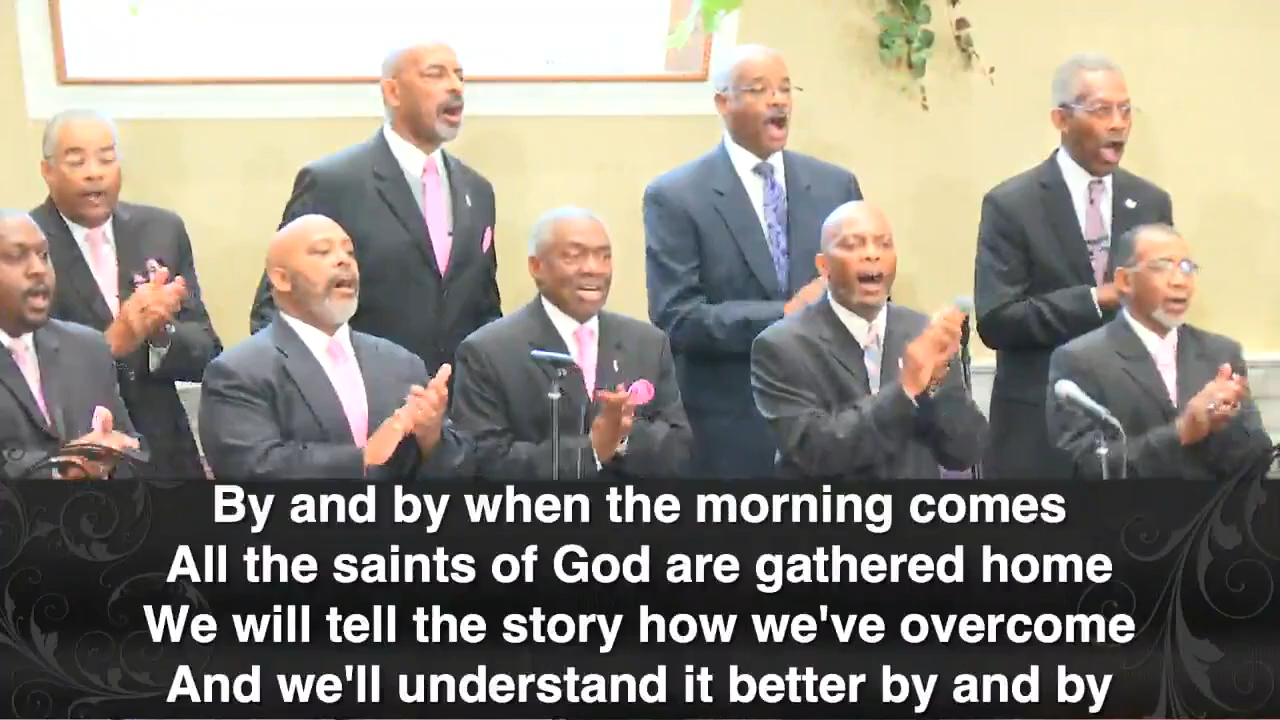 By and by when the morning comes
All the saints of God are gathered home
We will tell the story how we've overcome
And we'll understand it better by and by